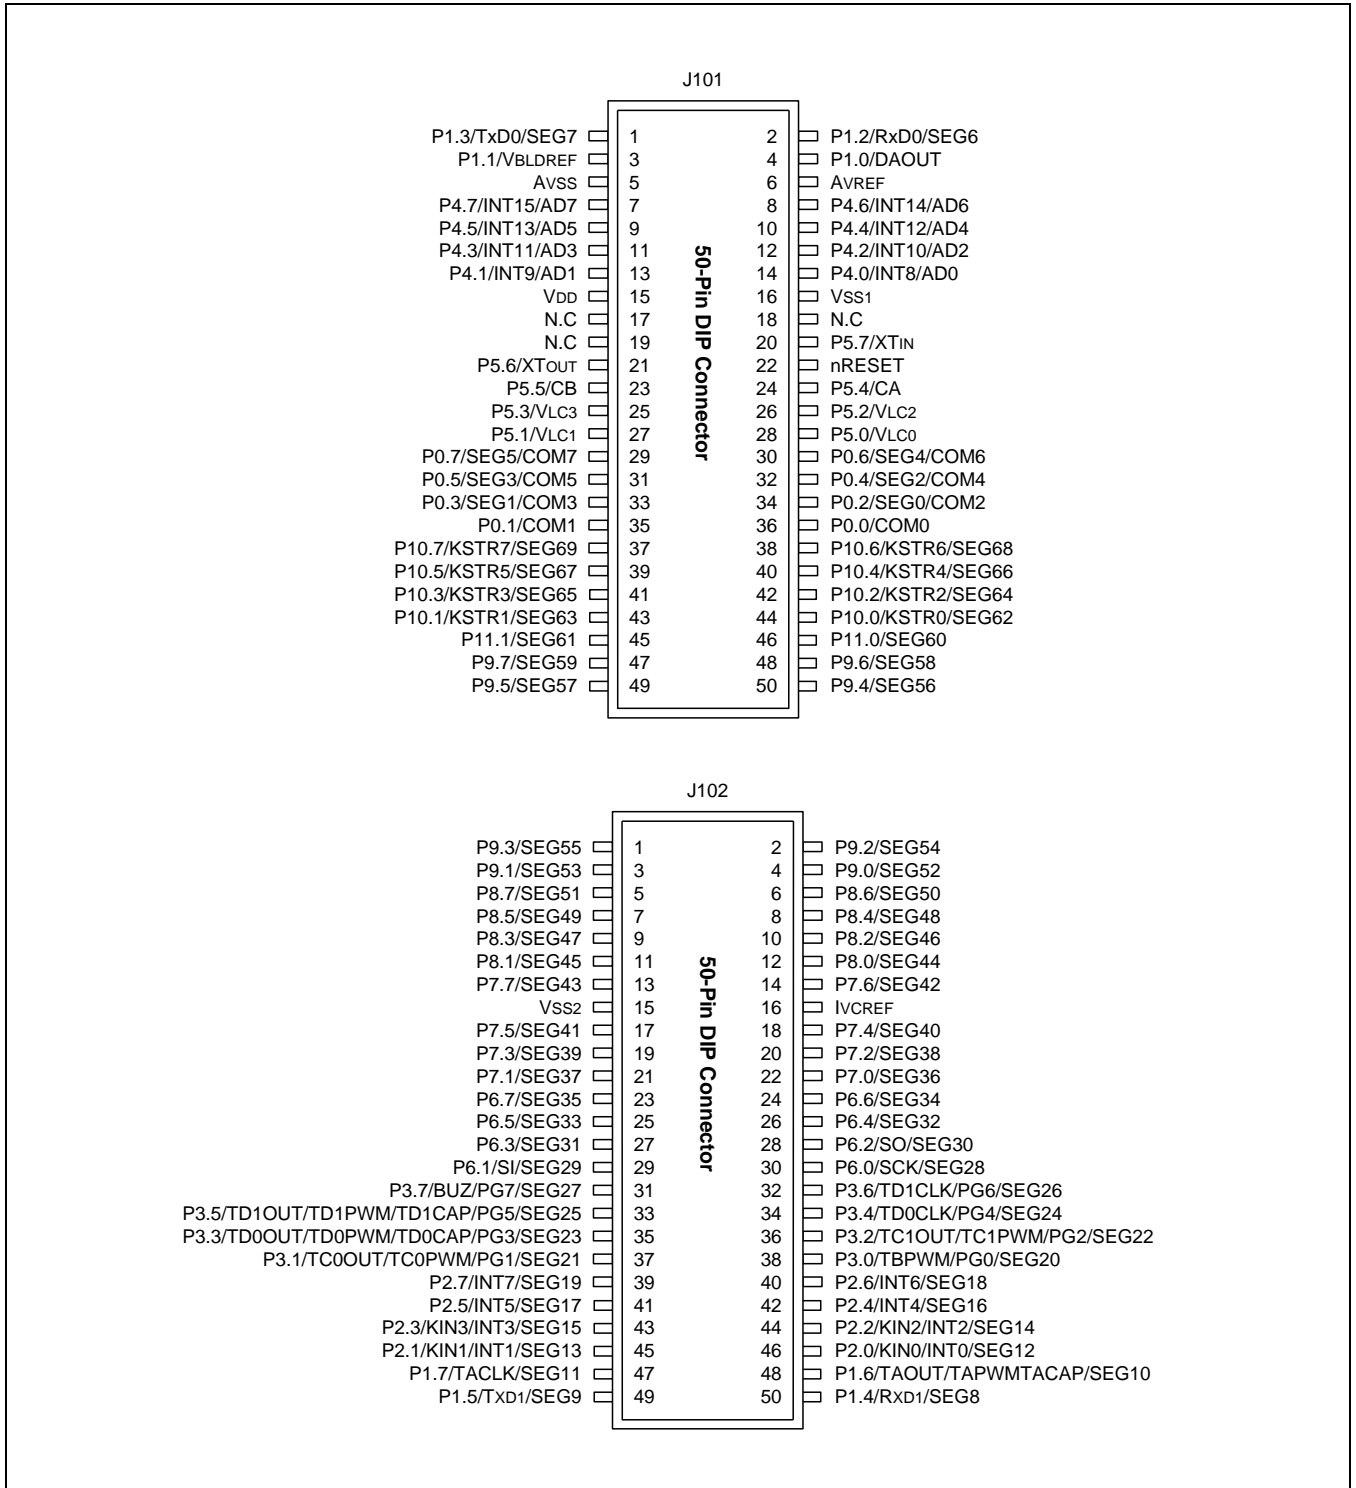 J101
P1.3/TxD0/SEG7 1 2 P1.2/RxD0/SEG6
P1.1/VBLDREF 3 4 P1.0/DAOUT
AVSS 5 6 AVREF
P4.7/INT15/AD7 7 8 P4.6/INT14/AD6
P4.5/INT13/AD5 9 10 P4.4/INT12/AD4
P4.3/INT11/AD3 11 12 P4.2/INT10/AD2
P4.1/INT9/AD1 13 14 P4.0/INT8/AD0
VDD 15 16 VSS1
N.C 17 18 N.C
N.C 19 20 P5.7/XTIN
P5.6/XTOUT 21 22 nRESET
P5.5/CB 23 24 P5.4/CA
P5.3/VLC3 25 26 P5.2/VLC2
P5.1/VLC1 27 28 P5.0/VLC0
P0.7/SEG5/COM7 29 30 P0.6/SEG4/COM6
P0.5/SEG3/COM5 31 32 P0.4/SEG2/COM4
P0.3/SEG1/COM3 33 34 P0.2/SEG0/COM2
P0.1/COM1 35 36 P0.0/COM0
P10.7/KSTR7/SEG69 37 38 P10.6/KSTR6/SEG68
P10.5/KSTR5/SEG67 39 40 P10.4/KSTR4/SEG66
P10.3/KSTR3/SEG65 41 42 P10.2/KSTR2/SEG64
P10.1/KSTR1/SEG63 43 44 P10.0/KSTR0/SEG62
P11.1/SEG61 45 46 P11.0/SEG60
P9.7/SEG59 47 48 P9.6/SEG58
P9.5/SEG57 49 50 P9.4/SEG56
50-Pin DIP Connector
J102
P9.3/SEG55 1 2 P9.2/SEG54
P9.1/SEG53 3 4 P9.0/SEG52
P8.7/SEG51 5 6 P8.6/SEG50
P8.5/SEG49 7 8 P8.4/SEG48
P8.3/SEG47 9 10 P8.2/SEG46
P8.1/SEG45 11 12 P8.0/SEG44
P7.7/SEG43 13 14 P7.6/SEG42
VSS2 15 16 IVCREF
P7.5/SEG41 17 18 P7.4/SEG40
P7.3/SEG39 19 20 P7.2/SEG38
P7.1/SEG37 21 22 P7.0/SEG36
P6.7/SEG35 23 24 P6.6/SEG34
P6.5/SEG33 25 26 P6.4/SEG32
P6.3/SEG31 27 28 P6.2/SO/SEG30
P6.1/SI/SEG29 29 30 P6.0/SCK/SEG28
P3.7/BUZ/PG7/SEG27 31 32 P3.6/TD1CLK/PG6/SEG26
P3.5/TD1OUT/TD1PWM/TD1CAP/PG5/SEG25 33 34 P3.4/TD0CLK/PG4/SEG24
P3.3/TD0OUT/TD0PWM/TD0CAP/PG3/SEG23 35 36 P3.2/TC1OUT/TC1PWM/PG2/SEG22
P3.1/TC0OUT/TC0PWM/PG1/SEG21 37 38 P3.0/TBPWM/PG0/SEG20
P2.7/INT7/SEG19 39 40 P2.6/INT6/SEG18
P2.5/INT5/SEG17 41 42 P2.4/INT4/SEG16
P2.3/KIN3/INT3/SEG15 43 44 P2.2/KIN2/INT2/SEG14
P2.1/KIN1/INT1/SEG13 45 46 P2.0/KIN0/INT0/SEG12
P1.7/TACLK/SEG11 47 48 P1.6/TAOUT/TAPWMTACAP/SEG10
P1.5/TXD1/SEG9 49 50 P1.4/RXD1/SEG8
50-Pin DIP Connector